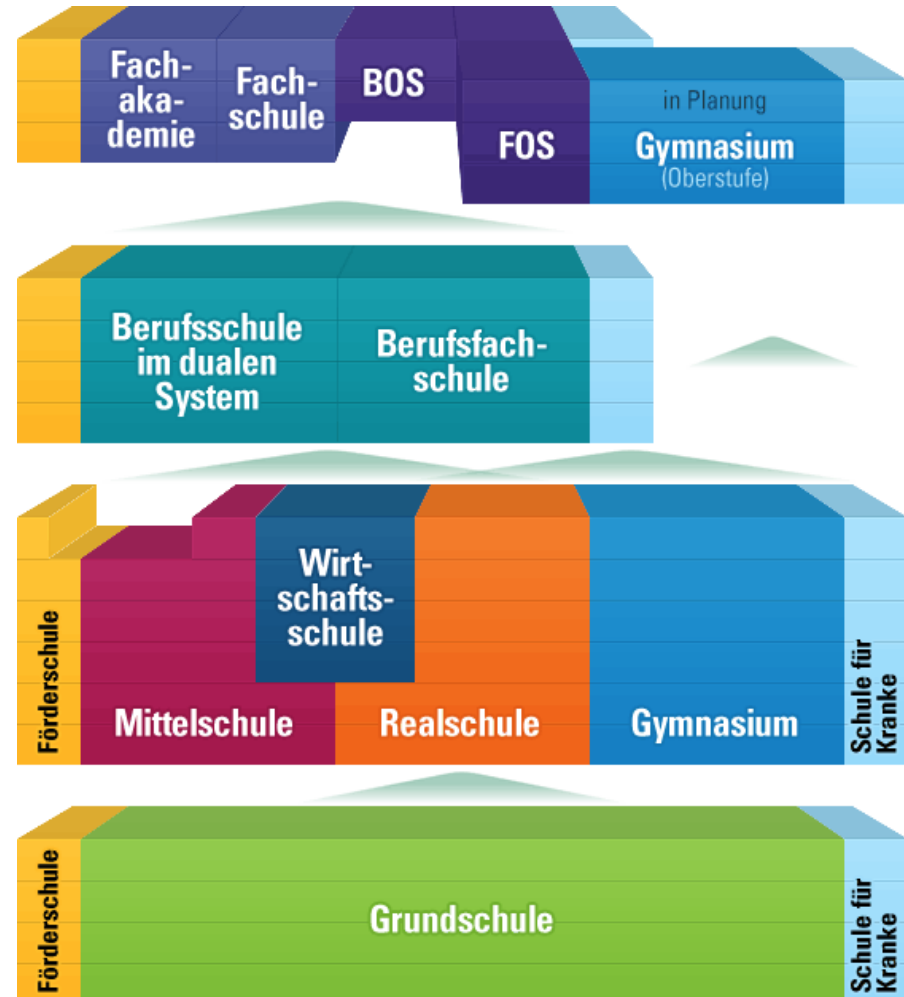 Fach-
aka-
demie
Fach-
schule
BOS
FOS
in Planung
Gymnasium
(Oberstufe)
Berufsschule
im dualen
System
Berufsfach-
schule
Förderschule
Mittelschule
Wirt-
schafts-
schule
Realschule
Gymnasium
Schule für
Kranke
Förderschule
Grundschule
Schule für
Kranke